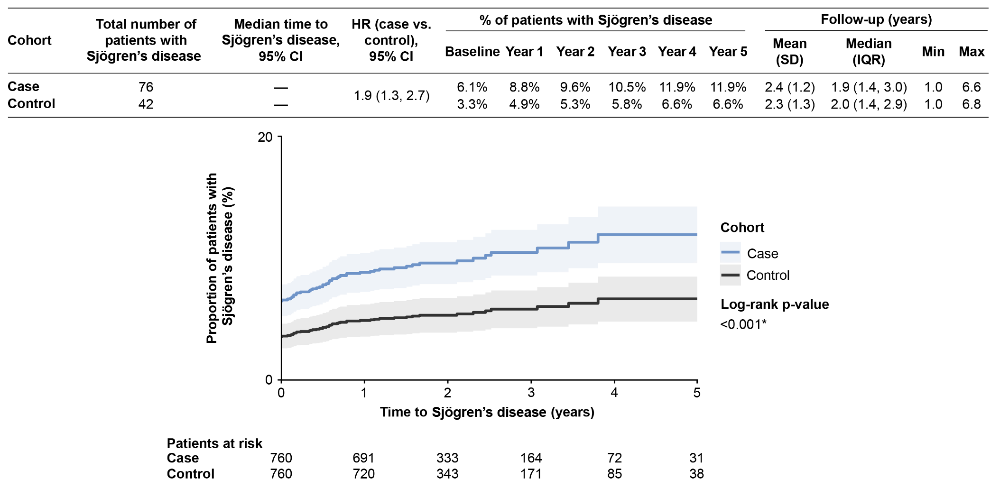 Cohort
Total number of
patients with
Sjögren’s disease
Median time to
Sjögren’s disease,
95% CI
HR (case vs.
control),
95% CI
% of patients with Sjögren’s disease
Baseline Year 1 Year 2 Year 3 Year 4 Year 5
Follow-up (years)
Mean
(SD)
Median
(IQR)
Min
Max
Case 76 — 6.1% 8.8% 9.6% 10.5% 11.9% 11.9% 2.4 (1.2) 1.9 (1.4, 3.0) 1.0 6.6
1.9 (1.3, 2.7)
Control 42 — 3.3% 4.9% 5.3% 5.8% 6.6% 6.6% 2.3 (1.3) 2.0 (1.4, 2.9) 1.0 6.8
20
0
Proportion of patients with
Sjögren’s disease (%)
0 1 2 3 4 5
Time to Sjögren’s disease (years)
Cohort
Case
Control
Log-rank p-value
<0.001*
Patients at risk
Case 760 691 333 164 72 31
Control 760 720 343 171 85 38